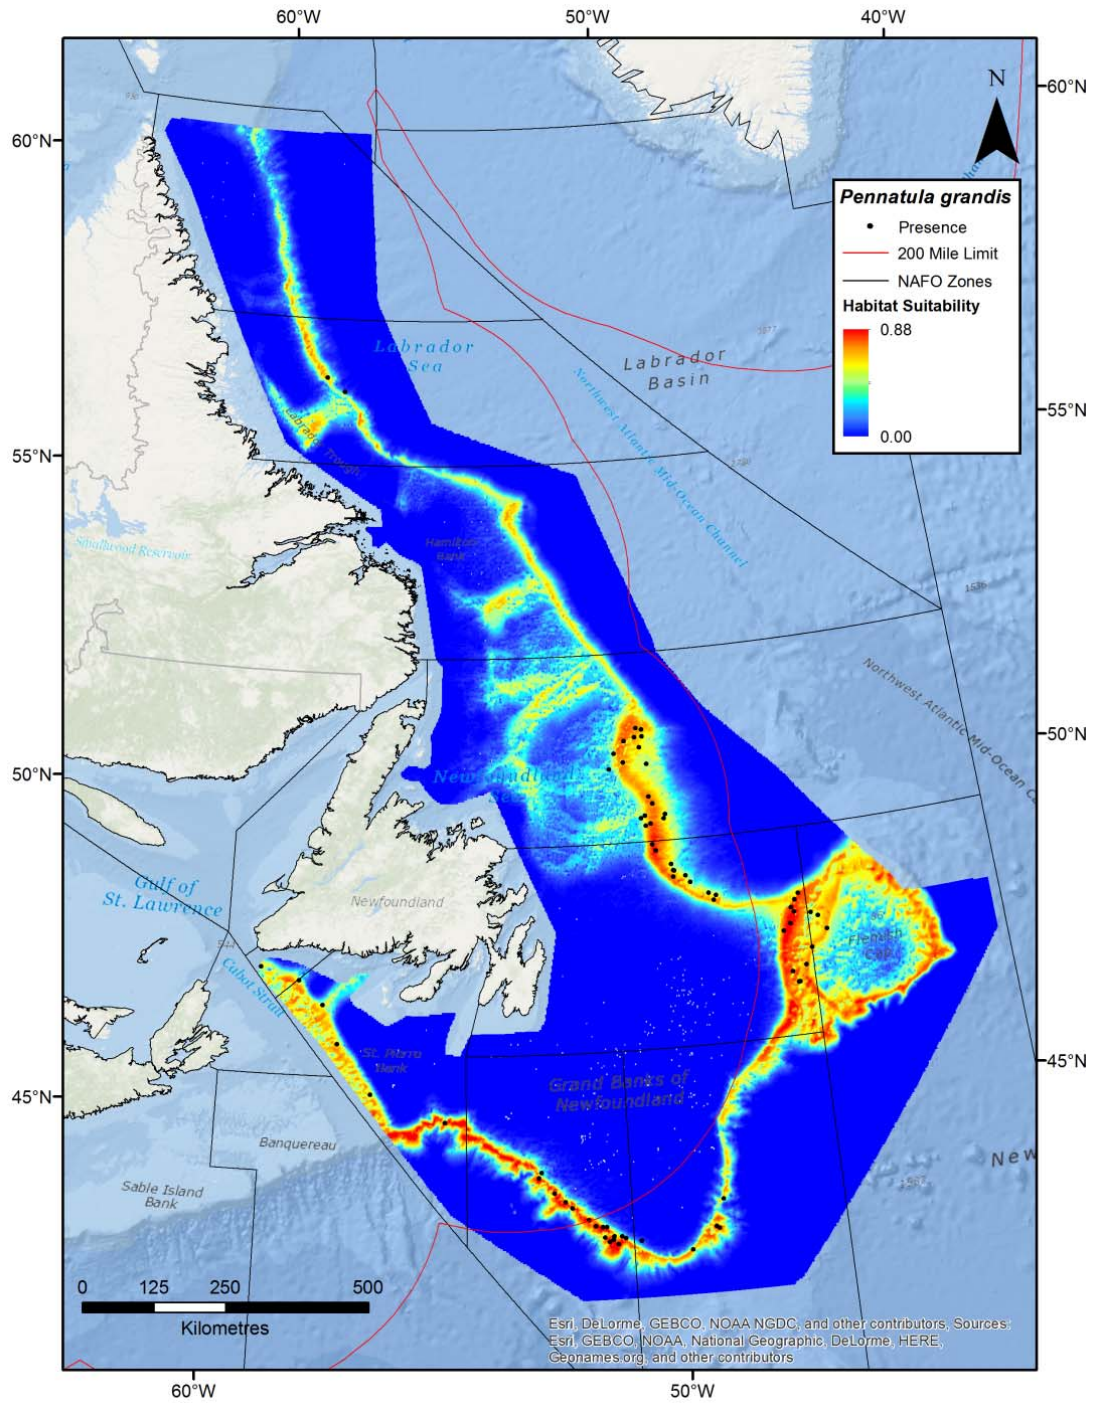 60°W 50°W 40°W
60°N
60°N
N
Pennatula grandis
Presence
200 Mile Limit
NAFO Zones
Habitat Suitability
0.88
0.00
Labrador
Sea
Labrador
Basin
Northwest Atlantic Mid-Ocean Channel
55°N
55°N
Labrador Trough
Smallwood Reservoir
Hamilton
Bank
Northwest Atlantic Mid-Ocean C
50°N
50°N
Newfoundland
Gulf of
St. Lawrence
Newfoundland
Flemish
Cap
Cabot Strait
St. Pierre
Bank
45°N
45°N
Grand Banks of
Newfoundland
Banquereau
New
Sable Island
Bank
0 125 250 500
Kilometres
Esri, DeLorme, GEBCO, NOAA NGDC, and other contributors, Sources:
Esri, GEBCO, NOAA, National Geographic, DeLorme, HERE,
Geonames.org, and other contributors
60°W 50°W